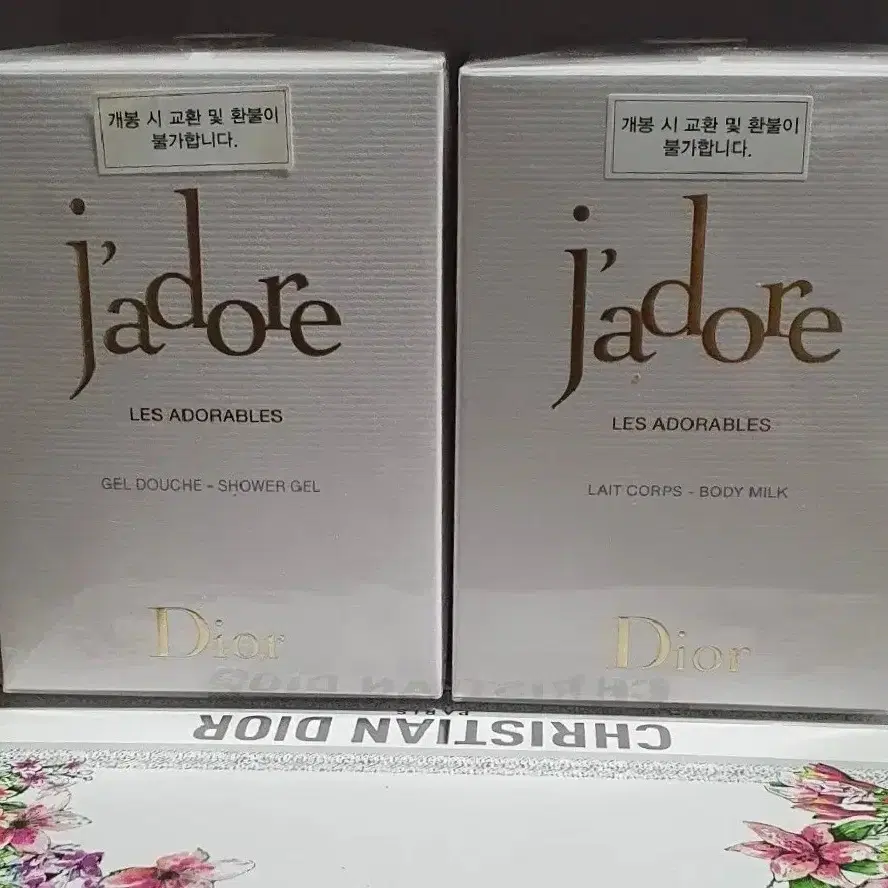 개봉 시 교환 및 환불이
불가합니다.
j'adore
LES ADORABLES
GEL DOUCHE - SHOWER GEL
Dior
개봉 시 교환 및 환불이
불가합니다.
j'adore
LES ADORABLES
LAIT CORPS - BODY MILK
Dior
CHRISTIAN DIOR
PARIS